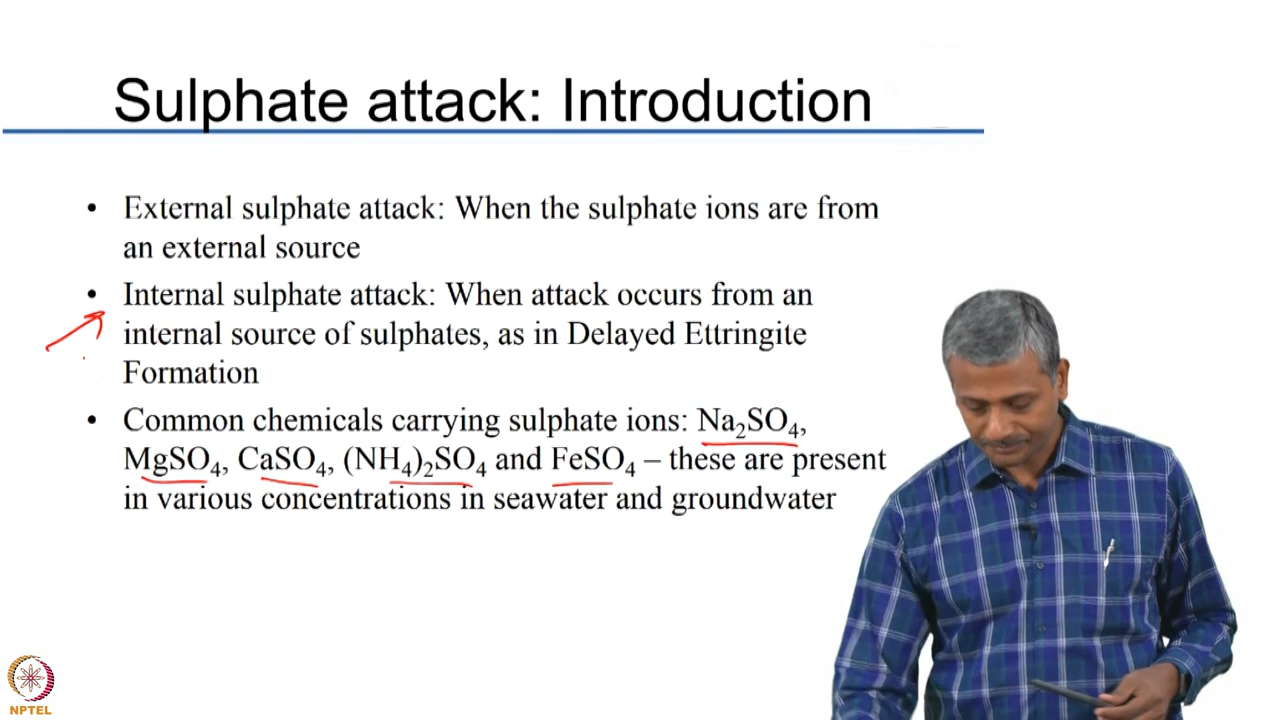 Sulphate attack: Introduction
• External sulphate attack: When the sulphate ions are from
an external source
• Internal sulphate attack: When attack occurs from an
internal source of sulphates, as in Delayed Ettringite
Formation
• Common chemicals carrying sulphate ions: Na₂SO₄,
MgSO₄, CaSO₄, (NH₄)₂SO₄ and FeSO₄ – these are present
in various concentrations in seawater and groundwater
NPTEL